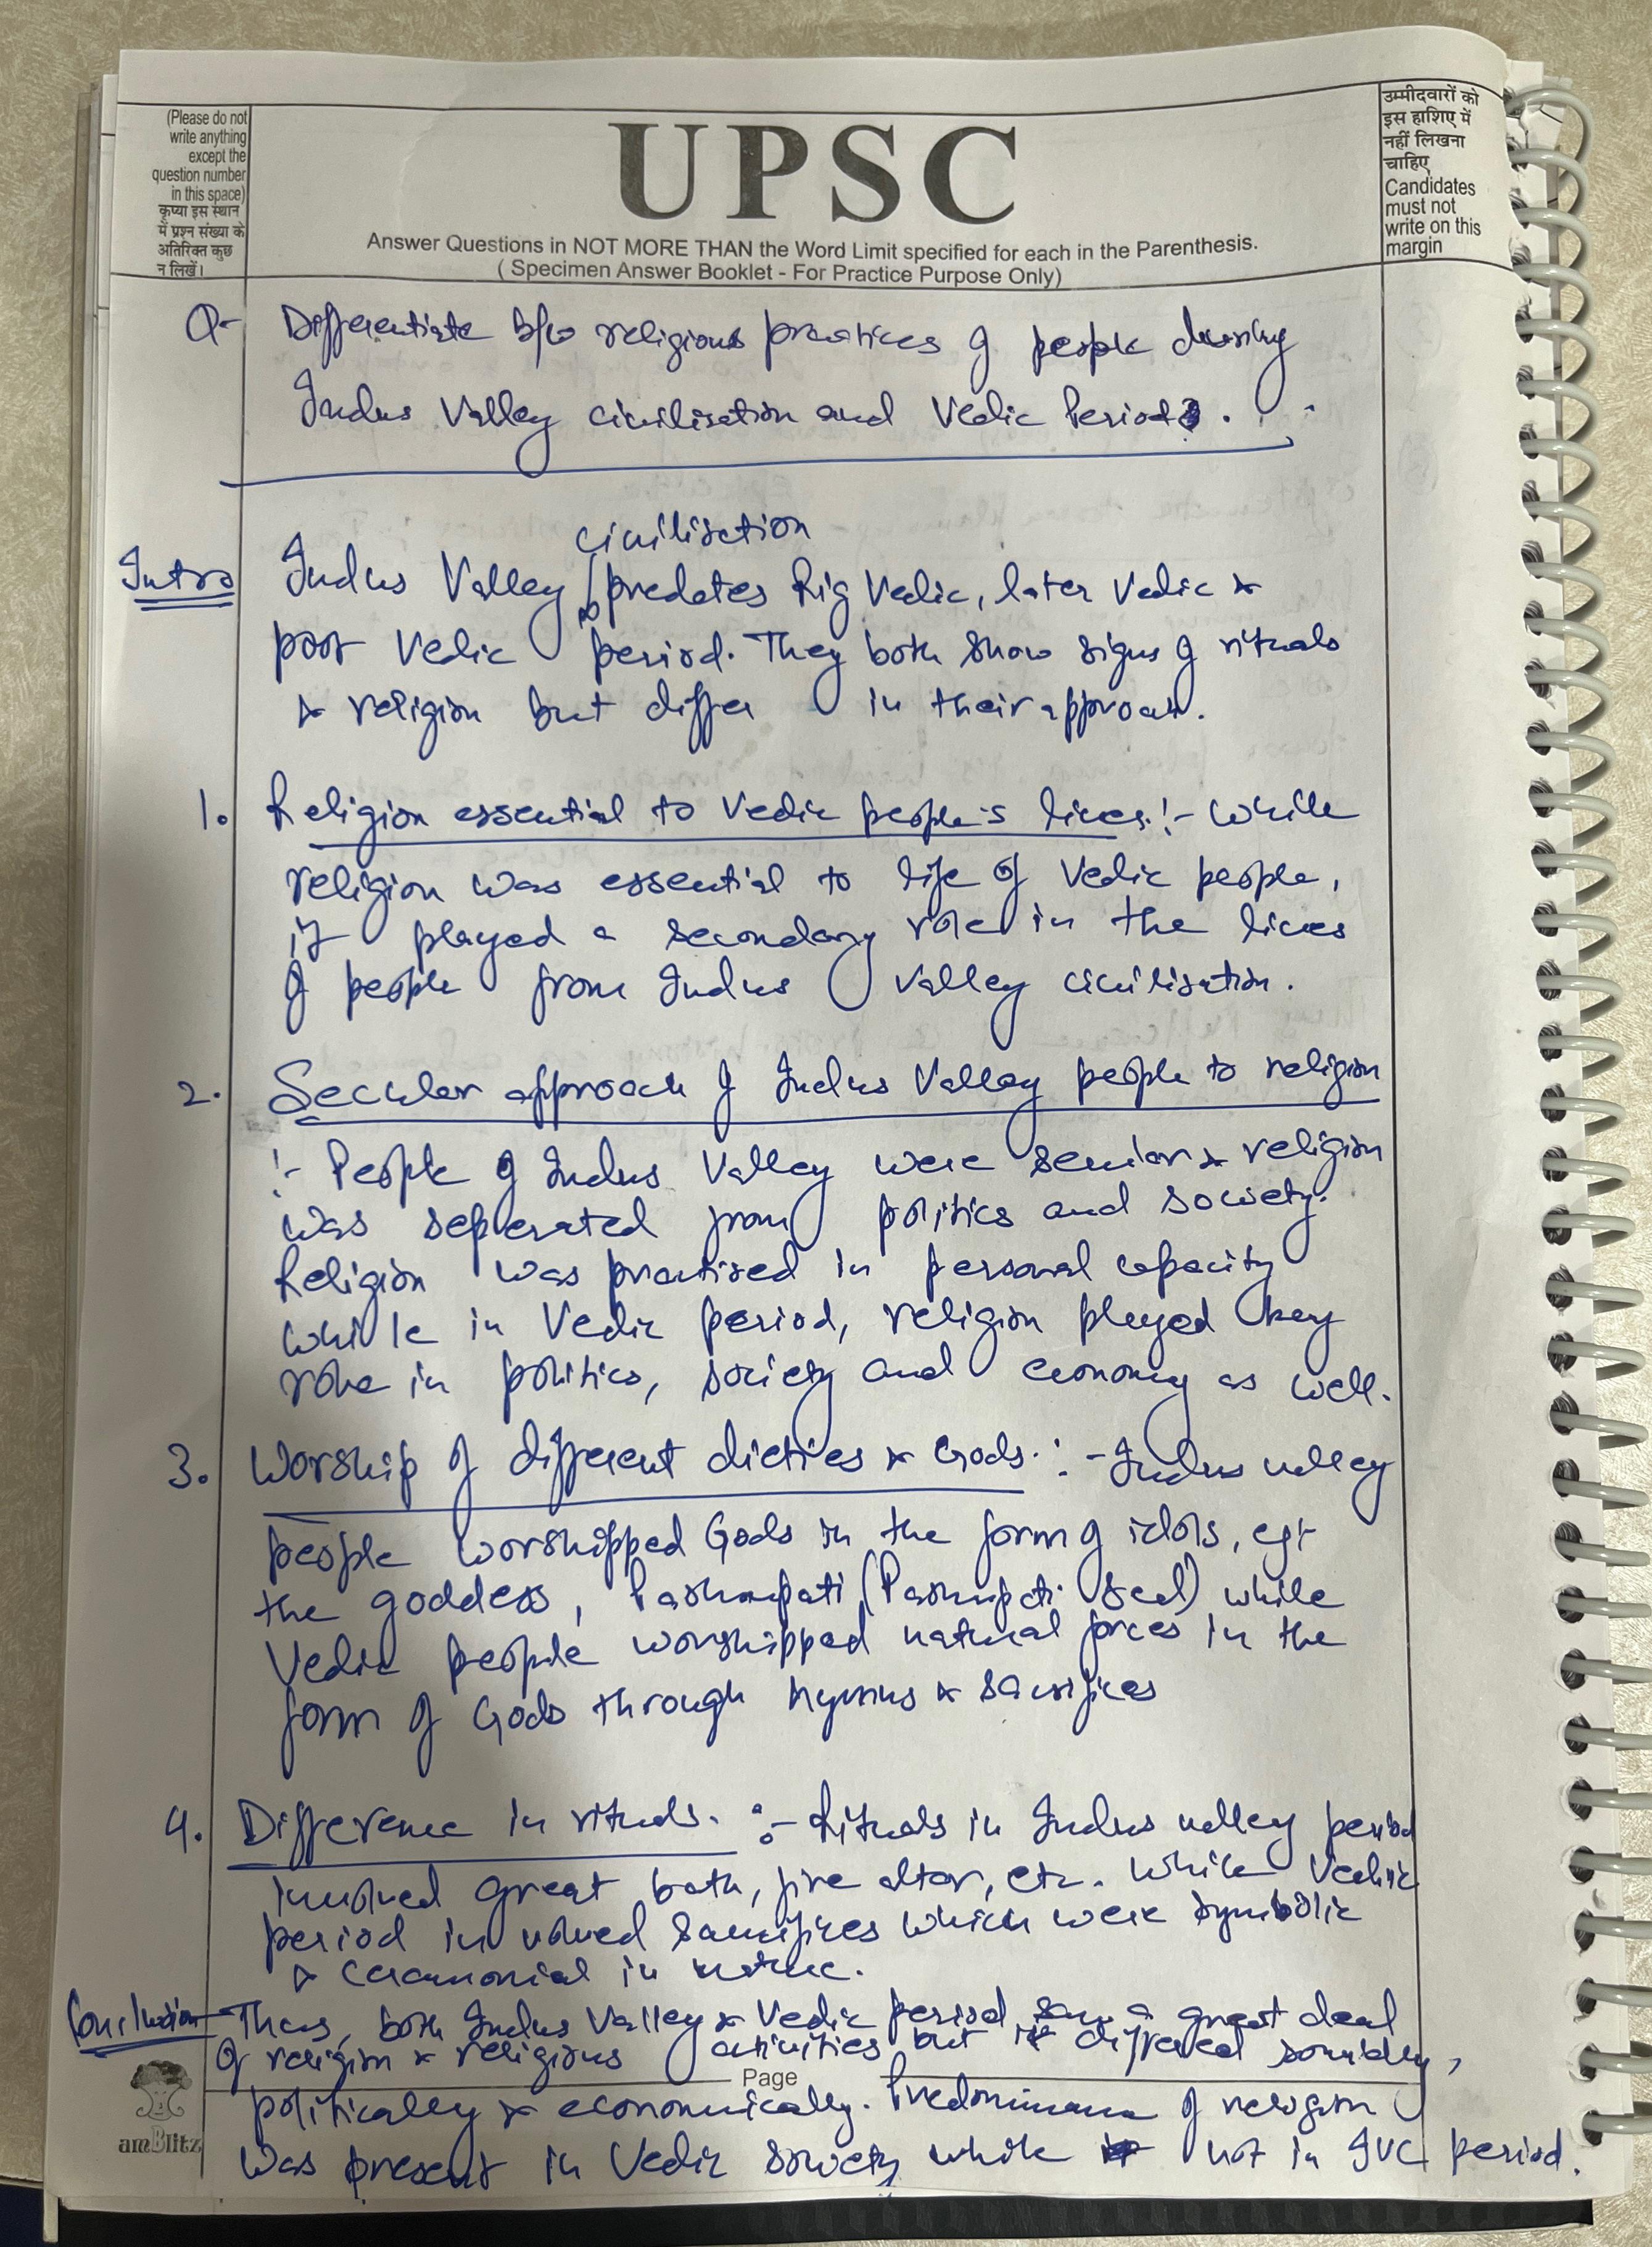 (Please do not
write anything
except the
question number
in this space)
कृप्या इस स्थान
में प्रश्न संख्या के
अतिरिक्त कुछ
न लिखें।
UPSC
Answer Questions in NOT MORE THAN the Word Limit specified for each in the Parenthesis.
( Specimen Answer Booklet - For Practice Purpose Only)
उम्मीदवारों को
इस हाशिए में
नहीं लिखना
चाहिए
Candidates
must not
write on this
margin
Q- Differentiate b/w religious practices of people during
Indus Valley civilisation and Vedic Period.
civilisation
Intro Indus Valley predates Rig Vedic, later Vedic &
post Vedic period. They both show signs of rituals
& religion but differ in their approach.
1. Religion essential to Vedic people's lives :- While
religion was essential to life of Vedic people,
it played a secondary role in the lives
of people from Indus Valley civilisation.
2. Secular approach of Indus Valley people to religion
:- People of Indus Valley were & religion
was seperated from politics and society.
Religion was practised in personal capacity
while in Vedic period, religion played key
role in politics, society and economy as well.
3. Worship of different dieties & Gods. :- Indus valley
people worshipped Gods in the form of idols, eg:-
the goddess, Pashupati (Pashupati Seal) while
Vedic people worshipped natural forces in the
form of Gods through hymns & sacrifices
4. Difference in rituals. :- Rituals in Indus valley period
involved great bath, fire altar, etc. while Vedic
period involved sacrifices which were symbolic
& ceremonial in nature.
Conclusion - Thus, both Indus Valley & Vedic period saw a great deal
of religion & religious activities but it differed socially,
Page
politically & economically. Predominance of religion
was present in Vedic society while not in IVC period.
amBlitz